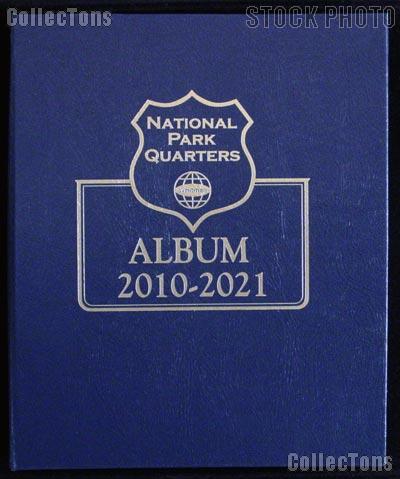 CollecTons
STOCK PHOTO
NATIONAL
PARK
QUARTERS
ALBUM
2010-2021
CollecTons